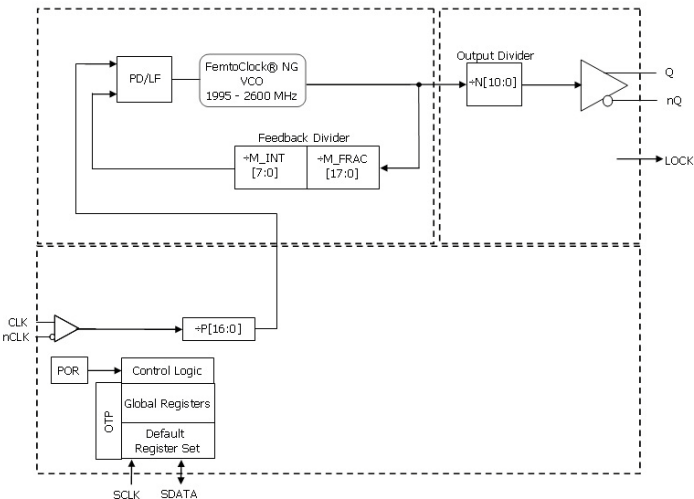 PD/LF
FemtoClock® NG
VCO
1995 - 2600 MHz
Output Divider
÷N[10:0]
Q
nQ
Feedback Divider
÷M_INT
[7:0]
÷M_FRAC
[17:0]
LOCK
CLK
nCLK
÷P[16:0]
POR
Control Logic
OTP
Global Registers
Default
Register Set
SCLK
SDATA